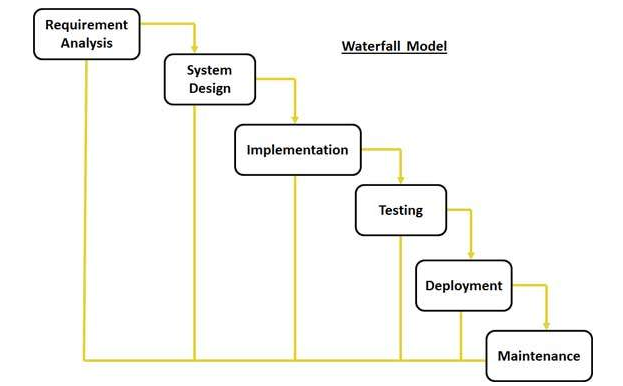 Requirement
Analysis
Waterfall Model
System
Design
Implementation
Testing
Deployment
Maintenance